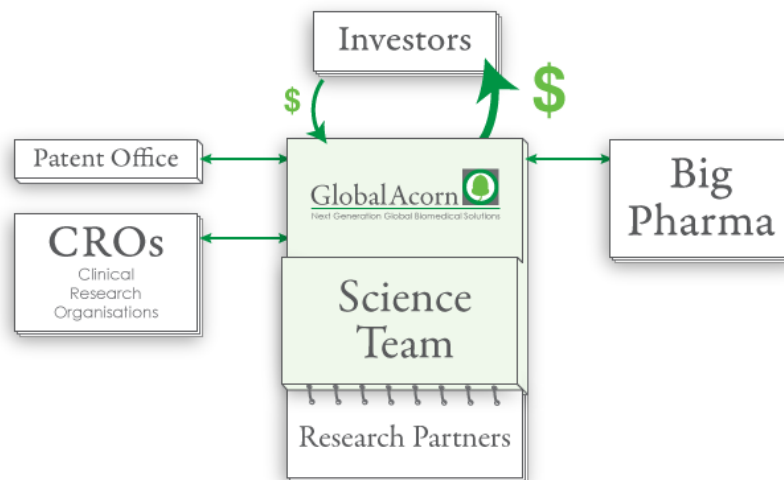 Investors
$
$
Patent Office
GlobalAcorn
Next Generation Global Biomedical Solutions
Big
Pharma
CROs
Clinical
Research
Organisations
Science
Team
Research Partners